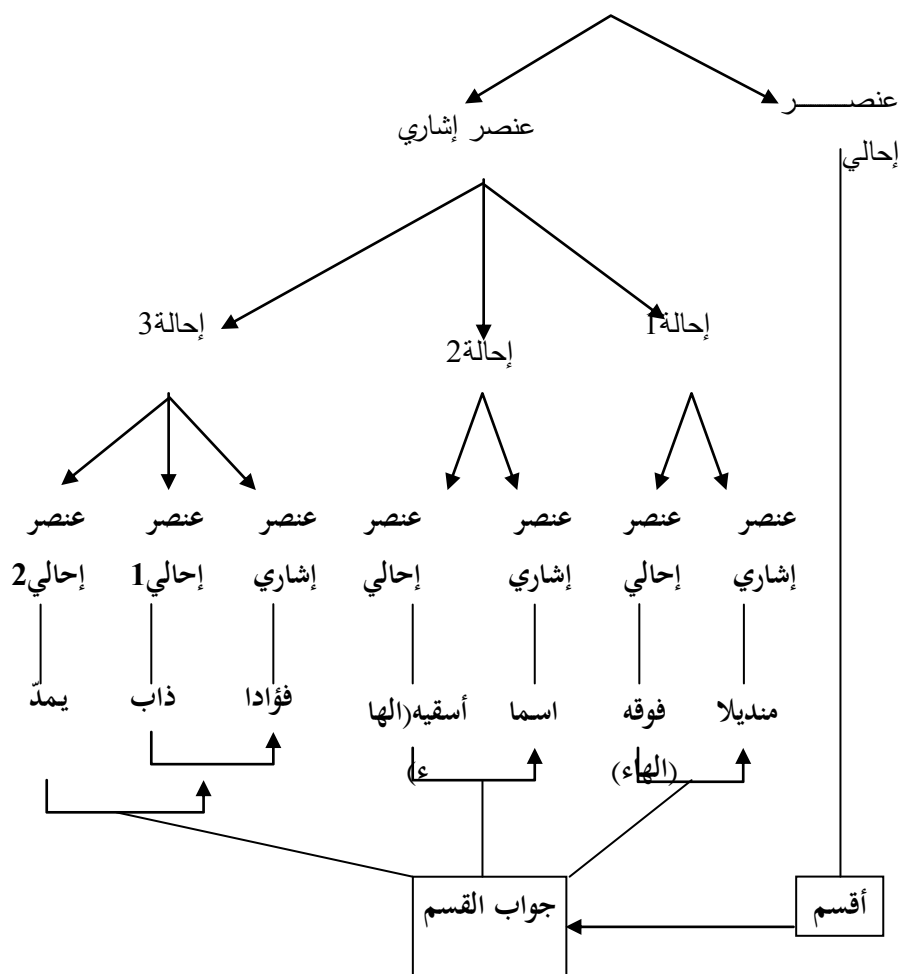 عنصر
إحالي
عنصر إشاري
إحالة1
إحالة2
إحالة3
عنصر إشاري
عنصر إحالي
عنصر إشاري
عنصر إحالي
عنصر إشاري
عنصر إحالي1
عنصر إحالي2
منديلا
فوقه
(الهاء)
اسما
أسقيه(الها
ء)
فؤادا
ذاب
يمدّ
أقسم
جواب القسم